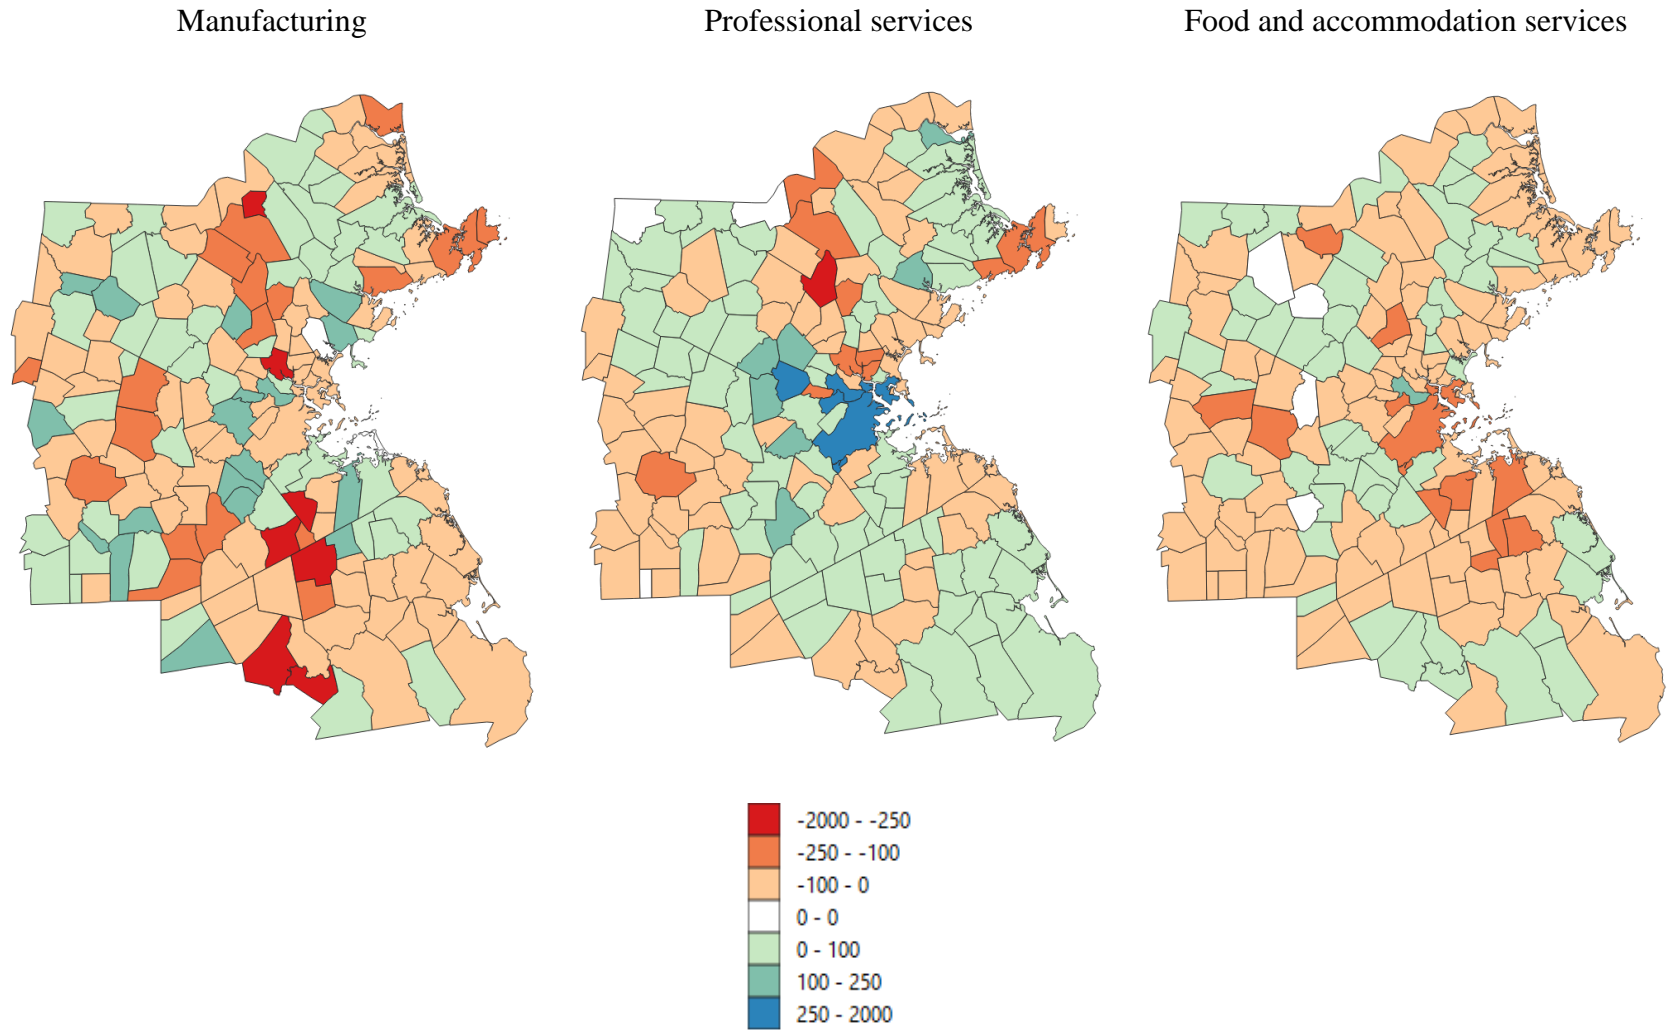 Manufacturing
Professional services
Food and accommodation services
-2000 - -250
-250 - -100
-100 - 0
0 - 0
0 - 100
100 - 250
250 - 2000